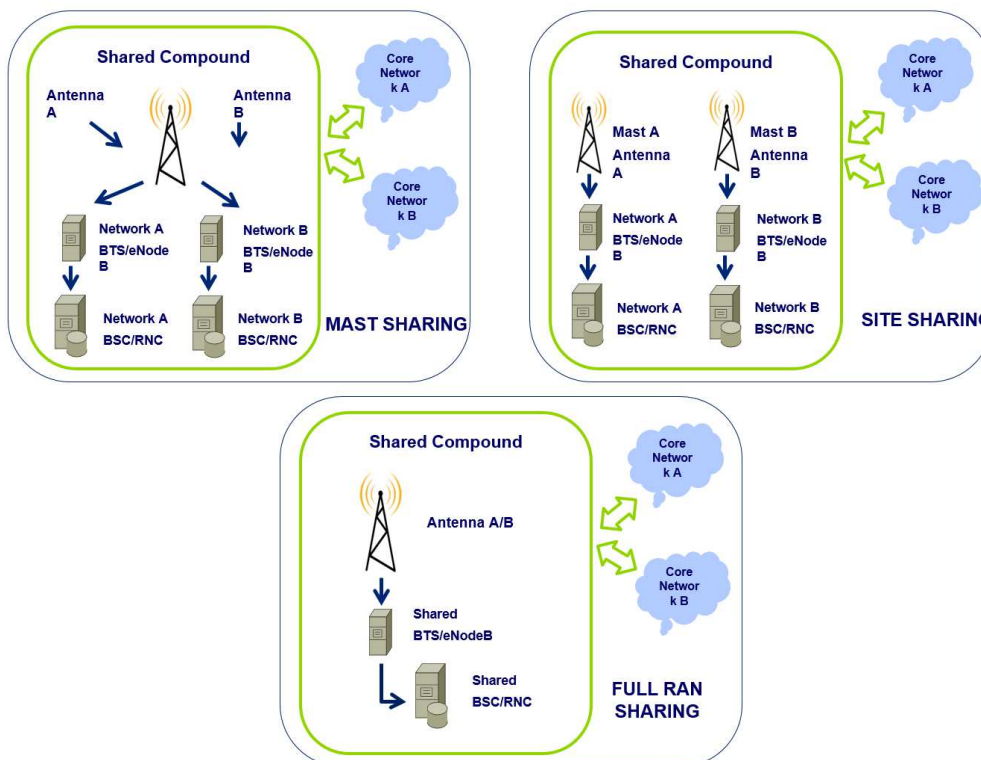 Shared Compound
Antenna
A
Antenna
B
Network A
BTS/eNode
B
Network B
BTS/eNode
B
Network A
BSC/RNC
Network B
BSC/RNC
Core
Networ
k A
Core
Networ
k B
MAST SHARING
Shared Compound
Mast A
Antenna
A
Mast B
Antenna
B
Network A
BTS/eNode
B
Network B
BTS/eNode
B
Network A
BSC/RNC
Network B
BSC/RNC
Core
Networ
k A
Core
Networ
k B
SITE SHARING
Shared Compound
Antenna A/B
Shared
BTS/eNodeB
Shared
BSC/RNC
Core
Networ
k A
Core
Networ
k B
FULL RAN
SHARING